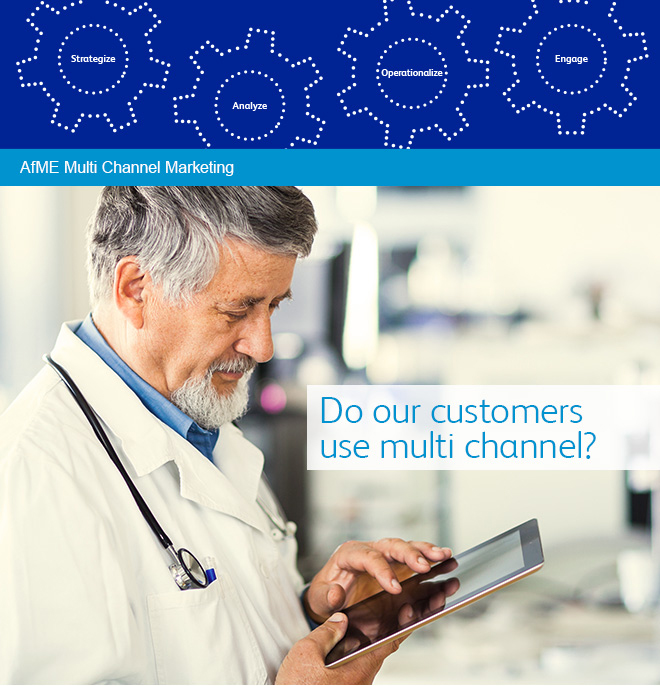 Strategize
Analyze
Operationalize
Engage
AfME Multi Channel Marketing
Do our customers
use multi channel?